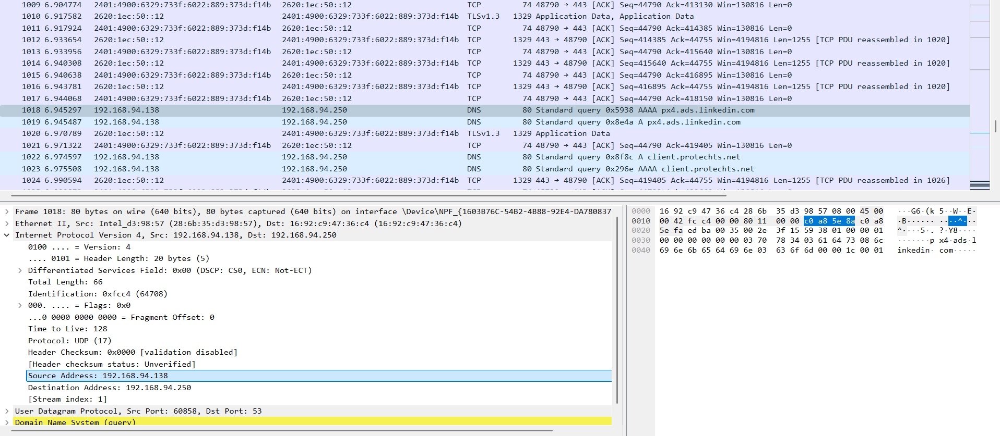 1009 6.904774 2401:4900:6329:733f:6022:889:373d:f14b 2620:1ec:50::12 TCP 74 48790 → 443 [ACK] Seq=44790 Ack=413130 Win=130816 Len=0
1010 6.917582 2620:1ec:50::12 2401:4900:6329:733f:6022:889:373d:f14b TLSv1.3 1329 Application Data, Application Data
1011 6.917924 2401:4900:6329:733f:6022:889:373d:f14b 2620:1ec:50::12 TCP 74 48790 → 443 [ACK] Seq=44790 Ack=414385 Win=130816 Len=0
1012 6.933654 2620:1ec:50::12 2401:4900:6329:733f:6022:889:373d:f14b TCP 1329 443 → 48790 [ACK] Seq=414385 Ack=44755 Win=4194816 Len=1255 [TCP PDU reassembled in 1020]
1013 6.933956 2401:4900:6329:733f:6022:889:373d:f14b 2620:1ec:50::12 TCP 74 48790 → 443 [ACK] Seq=44790 Ack=415640 Win=130816 Len=0
1014 6.940308 2620:1ec:50::12 2401:4900:6329:733f:6022:889:373d:f14b TCP 1329 443 → 48790 [ACK] Seq=415640 Ack=44755 Win=4194816 Len=1255 [TCP PDU reassembled in 1020]
1015 6.940638 2401:4900:6329:733f:6022:889:373d:f14b 2620:1ec:50::12 TCP 74 48790 → 443 [ACK] Seq=44790 Ack=416895 Win=130816 Len=0
1016 6.943781 2620:1ec:50::12 2401:4900:6329:733f:6022:889:373d:f14b TCP 1329 443 → 48790 [ACK] Seq=416895 Ack=44755 Win=4194816 Len=1255 [TCP PDU reassembled in 1020]
1017 6.944068 2401:4900:6329:733f:6022:889:373d:f14b 2620:1ec:50::12 TCP 74 48790 → 443 [ACK] Seq=44790 Ack=418150 Win=130816 Len=0
1018 6.945297 192.168.94.138 192.168.94.250 DNS 80 Standard query 0x5938 AAAA px4.ads.linkedin.com
1019 6.945487 192.168.94.138 192.168.94.250 DNS 80 Standard query 0x8e4a A px4.ads.linkedin.com
1020 6.970789 2620:1ec:50::12 2401:4900:6329:733f:6022:889:373d:f14b TLSv1.3 1329 Application Data
1021 6.971322 2401:4900:6329:733f:6022:889:373d:f14b 2620:1ec:50::12 TCP 74 48790 → 443 [ACK] Seq=44790 Ack=419405 Win=130816 Len=0
1022 6.974597 192.168.94.138 192.168.94.250 DNS 80 Standard query 0x8f8c A client.protechts.net
1023 6.975508 192.168.94.138 192.168.94.250 DNS 80 Standard query 0x296e AAAA client.protechts.net
1024 6.990594 2620:1ec:50::12 2401:4900:6329:733f:6022:889:373d:f14b TCP 1329 443 → 48790 [ACK] Seq=419405 Ack=44755 Win=4194816 Len=1255 [TCP PDU reassembled in 1026]
Frame 1018: 80 bytes on wire (640 bits), 80 bytes captured (640 bits) on interface \Device\NPF_{1603B76C-54B2-4B88-92E4-DA780837
Ethernet II, Src: Intel_d3:98:57 (28:6b:35:d3:98:57), Dst: 16:92:c9:47:36:c4 (16:92:c9:47:36:c4)
Internet Protocol Version 4, Src: 192.168.94.138, Dst: 192.168.94.250
0100 .... = Version: 4
.... 0101 = Header Length: 20 bytes (5)
Differentiated Services Field: 0x00 (DSCP: CS0, ECN: Not-ECT)
Total Length: 66
Identification: 0xfcc4 (64708)
000. .... = Flags: 0x0
...0 0000 0000 0000 = Fragment Offset: 0
Time to Live: 128
Protocol: UDP (17)
Header Checksum: 0x0000 [validation disabled]
[Header checksum status: Unverified]
Source Address: 192.168.94.138
Destination Address: 192.168.94.250
[Stream index: 1]
User Datagram Protocol, Src Port: 60858, Dst Port: 53
Domain Name System (query)
0000 16 92 c9 47 36 c4 28 6b 35 d3 98 57 08 00 45 00 ···G6·(k 5··W··E·
0010 00 42 fc c4 00 00 80 11 00 00 c0 a8 5e 8a c0 a8 ·B······ ····^···
0020 5e fa ed ba 00 35 00 2e 3f 15 59 38 01 00 00 01 ^····5·. ?·Y8····
0030 00 00 00 00 00 00 03 70 78 34 03 61 64 73 08 6c ·······p x4·ads·l
0040 69 6e 6b 65 64 69 6e 03 63 6f 6d 00 00 1c 00 01 inkedin· com·····